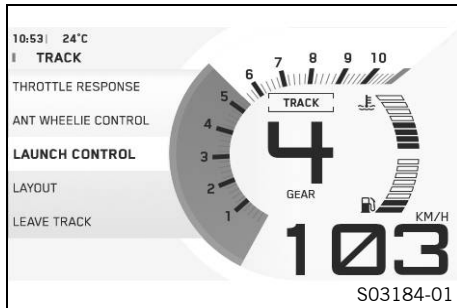 10:53| 24°C
TRACK
THROTTLE RESPONSE
ANT WHEELIE CONTROL
LAUNCH CONTROL
LAYOUT
LEAVE TRACK
1
2
3
4
5
6
7
8
9
10
TRACK
4
GEAR
KM/H
103
S03184-01